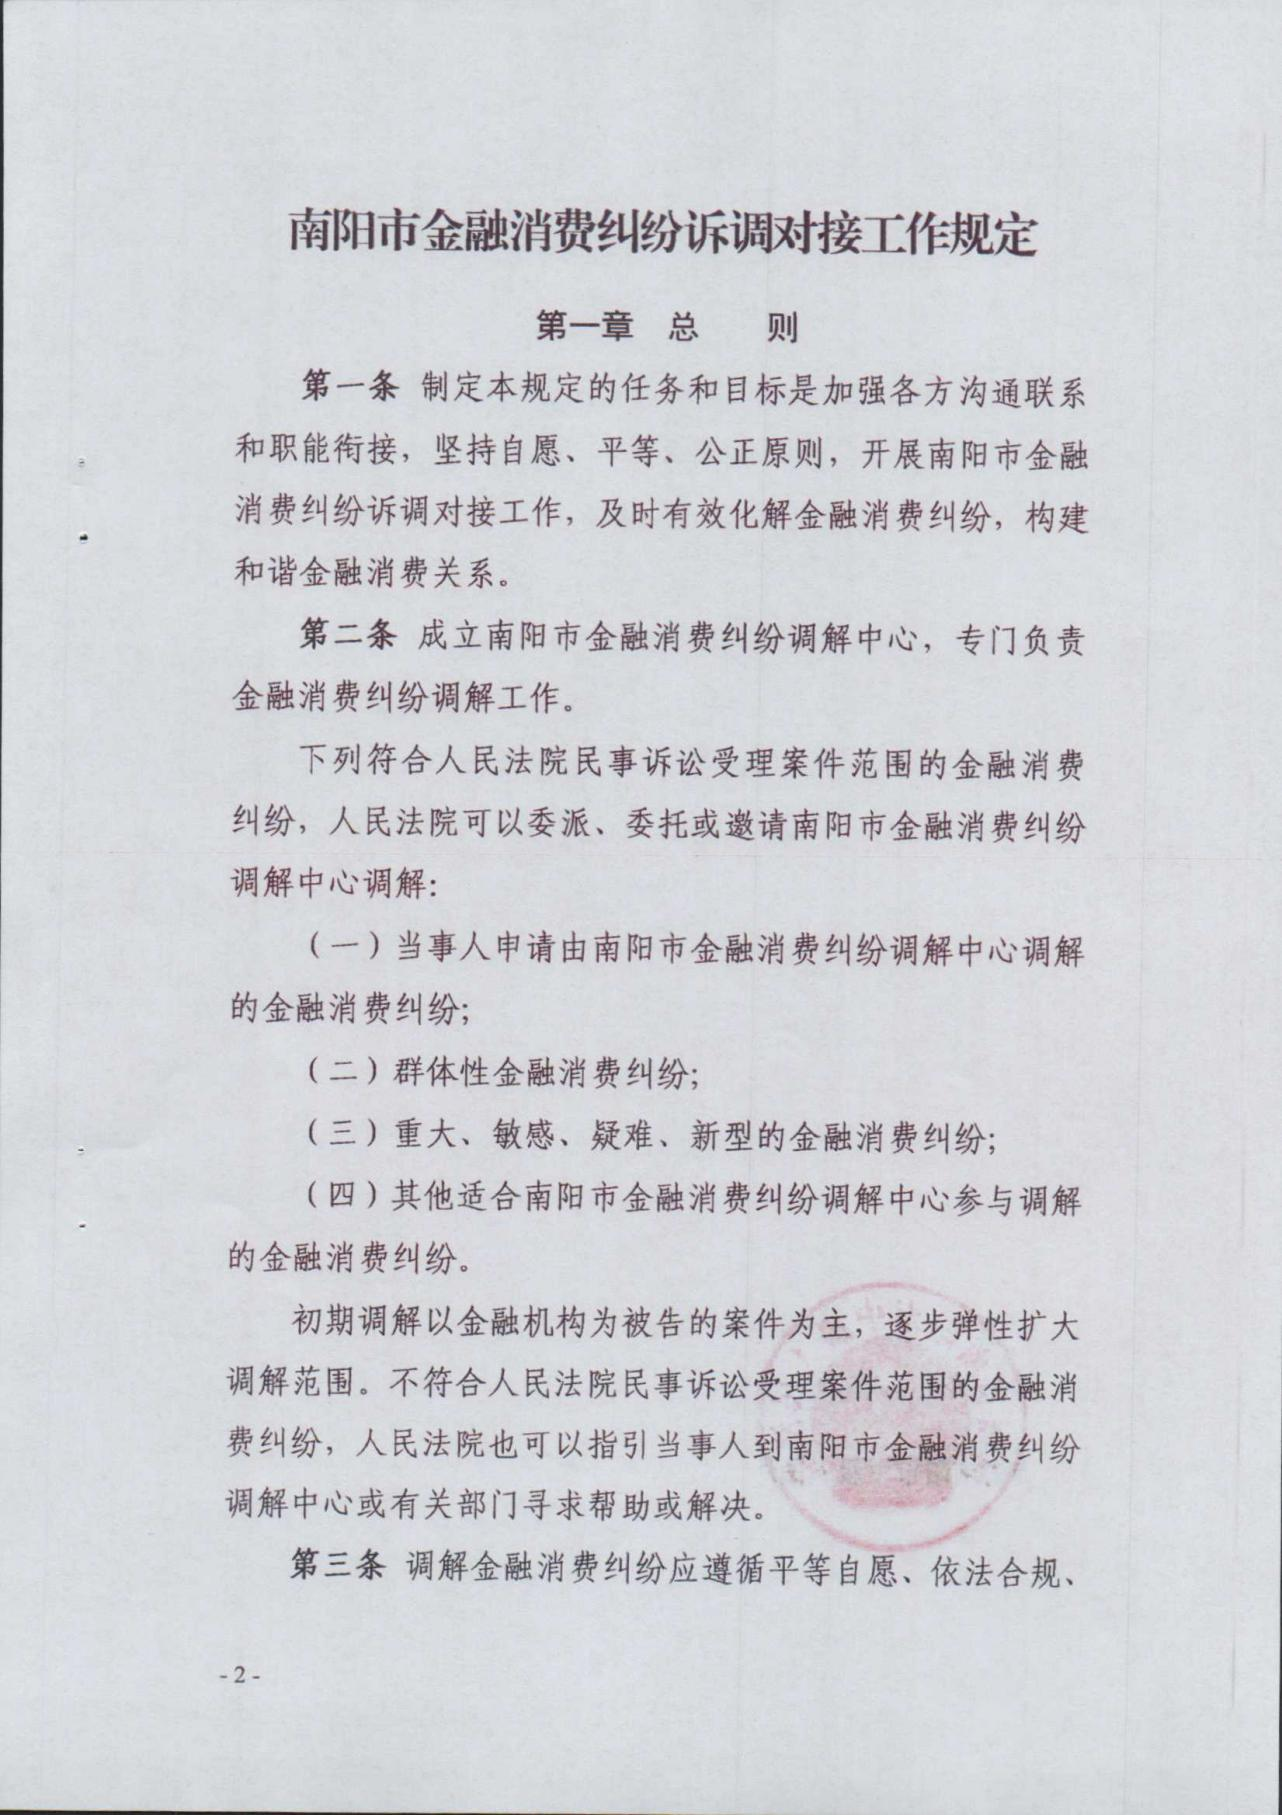 南阳市金融消费纠纷诉调对接工作规定
第一章 总 则
第一条 制定本规定的任务和目标是加强各方沟通联系
和职能衔接，坚持自愿、平等、公正原则，开展南阳市金融
消费纠纷诉调对接工作，及时有效化解金融消费纠纷，构建
和谐金融消费关系。
第二条 成立南阳市金融消费纠纷调解中心，专门负责
金融消费纠纷调解工作。
下列符合人民法院民事诉讼受理案件范围的金融消费
纠纷，人民法院可以委派、委托或邀请南阳市金融消费纠纷
调解中心调解：
（一）当事人申请由南阳市金融消费纠纷调解中心调解
的金融消费纠纷；
（二）群体性金融消费纠纷；
（三）重大、敏感、疑难、新型的金融消费纠纷；
（四）其他适合南阳市金融消费纠纷调解中心参与调解
的金融消费纠纷。
初期调解以金融机构为被告的案件为主，逐步弹性扩大
调解范围。不符合人民法院民事诉讼受理案件范围的金融消
费纠纷，人民法院也可以指引当事人到南阳市金融消费纠纷
调解中心或有关部门寻求帮助或解决。
第三条 调解金融消费纠纷应遵循平等自愿、依法合规、
- 2 -